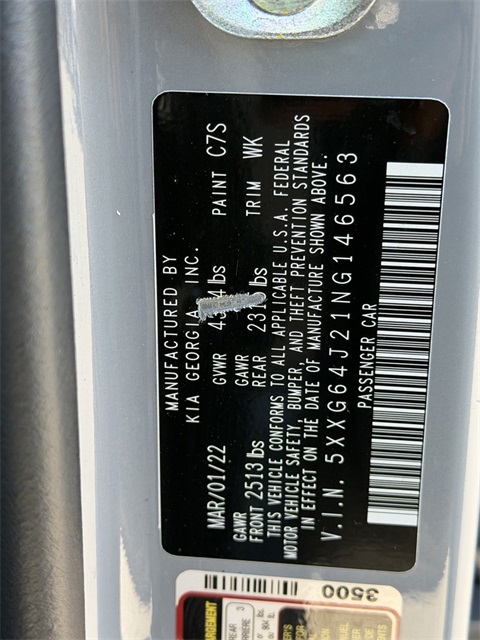 MANUFACTURED BY
KIA GEORGIA, INC.
MAR/01/22 GVWR lbs PAINT C7S
GAWR GAWR
FRONT 2513 lbs REAR lbs TRIM WK
THIS VEHICLE CONFORMS TO ALL APPLICABLE U.S.A. FEDERAL
MOTOR VEHICLE SAFETY, BUMPER, AND THEFT PREVENTION STANDARDS
IN EFFECT ON THE DATE OF MANUFACTURE SHOWN ABOVE.
V.I.N. 5XXG64J21NG146563
PASSENGER CAR
3500
REAR